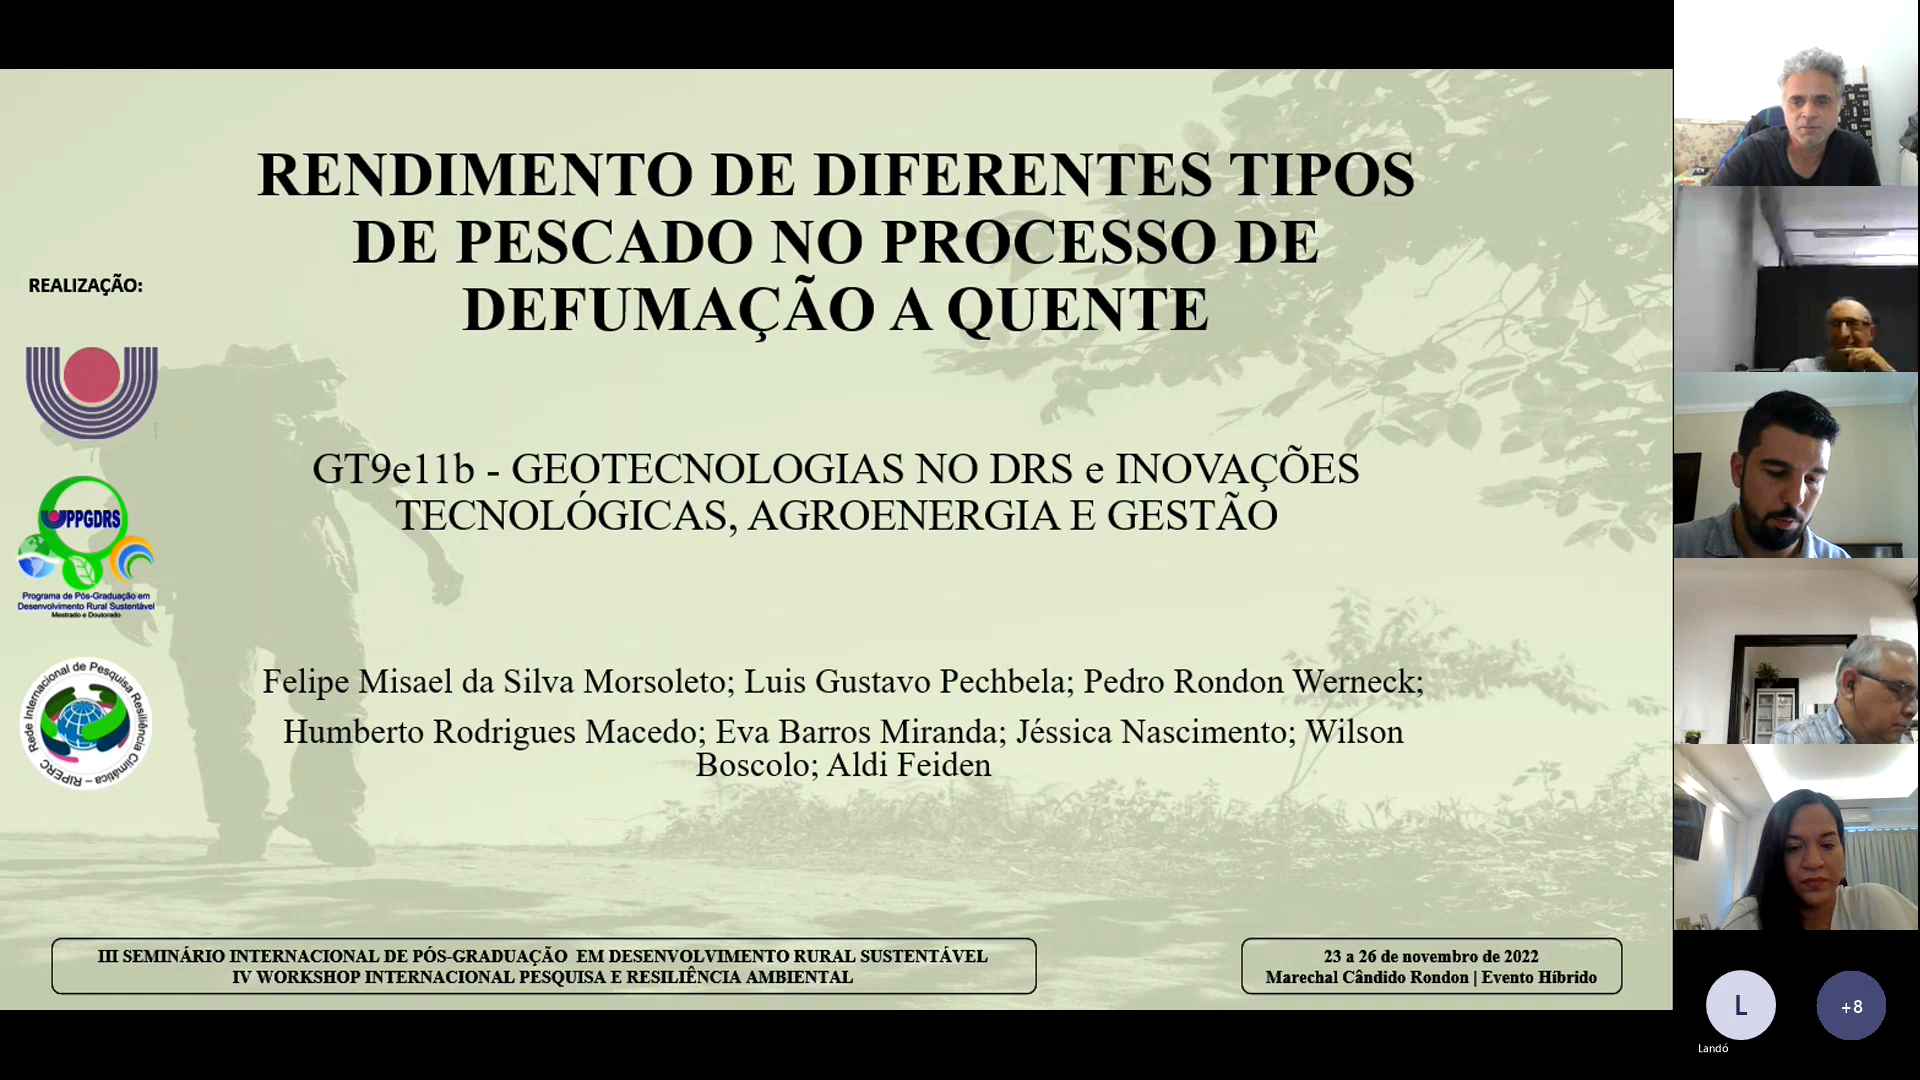 RENDIMENTO DE DIFERENTES TIPOS
DE PESCADO NO PROCESSO DE
DEFUMAÇÃO A QUENTE
REALIZAÇÃO:
GT9e11b - GEOTECNOLOGIAS NO DRS e INOVAÇÕES
TECNOLÓGICAS, AGROENERGIA E GESTÃO
PPGDRS
Programa de Pós-Graduação em
Desenvolvimento Rural Sustentável
Mestrado e Doutorado
Rede Internacional de Pesquisa Resiliência Climática – RIPERC
Felipe Misael da Silva Morsoleto; Luis Gustavo Pechbela; Pedro Rondon Werneck;
Humberto Rodrigues Macedo; Eva Barros Miranda; Jéssica Nascimento; Wilson
Boscolo; Aldi Feiden
III SEMINÁRIO INTERNACIONAL DE PÓS-GRADUAÇÃO EM DESENVOLVIMENTO RURAL SUSTENTÁVEL
IV WORKSHOP INTERNACIONAL PESQUISA E RESILIÊNCIA AMBIENTAL
23 a 26 de novembro de 2022
Marechal Cândido Rondon | Evento Híbrido
L
+8
Landó